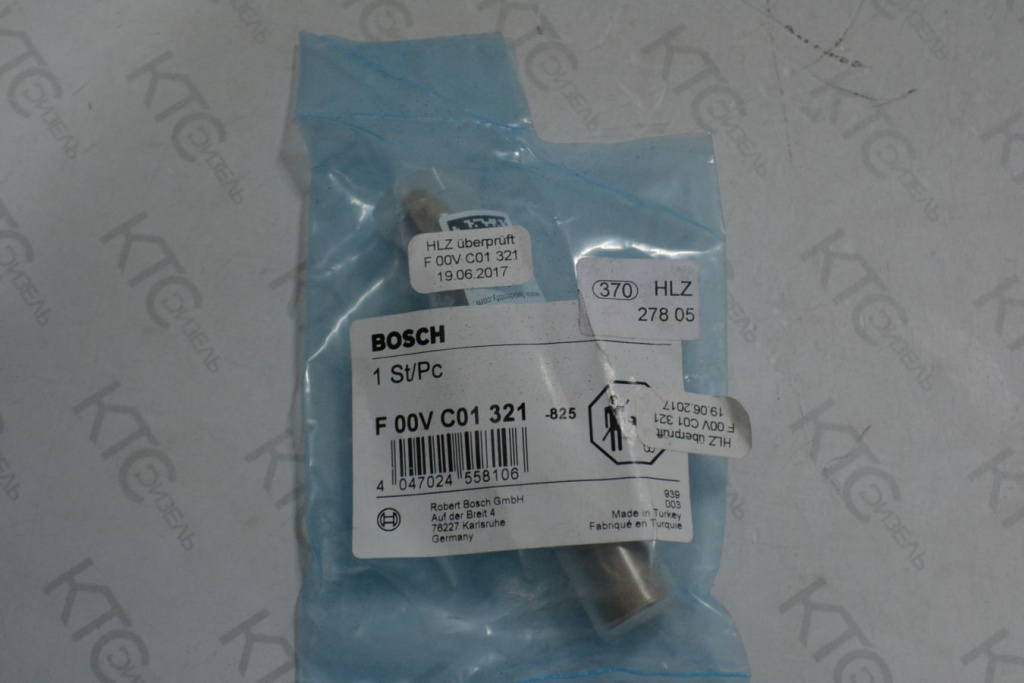 HLZ überprüft
F 00V C01 321
19.06.2017
370 HLZ
278 05
BOSCH
1 St/Pc
F 00V C01 321 -825
HLZ überprüft
F 00V C01 321
19.06.2017
4 047024 558106
Robert Bosch GmbH
Auf der Breit 4
76227 Karlsruhe
Germany
939
003
Made in Turkey
Fabriqué en Turquie
КТС
ДИЗЕЛЬ